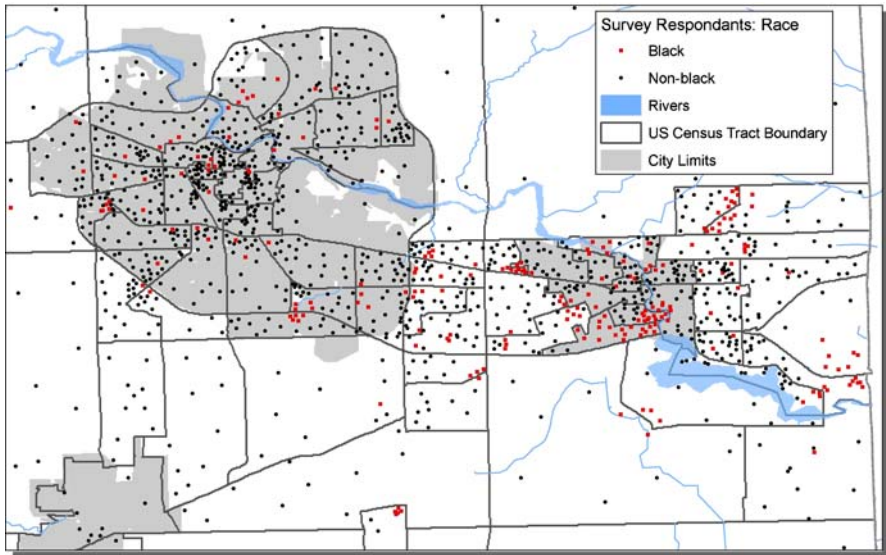 Survey Respondants: Race
Black
Non-black
Rivers
US Census Tract Boundary
City Limits